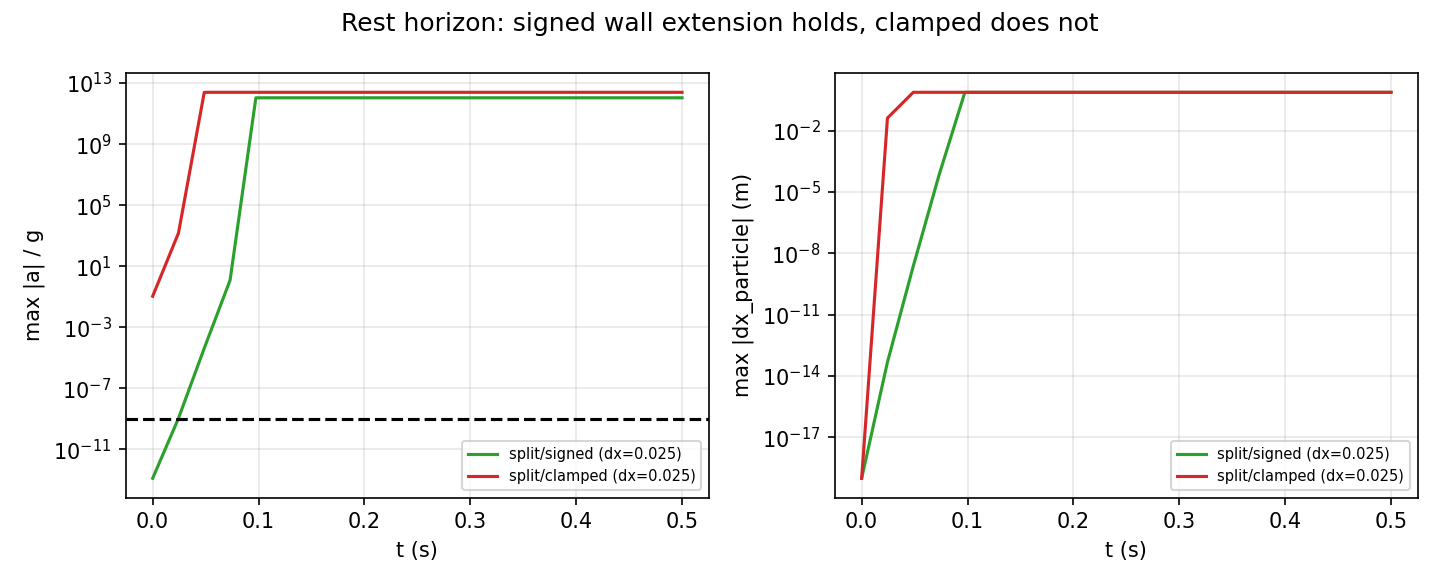 Rest horizon: signed wall extension holds, clamped does not
max |a| / g
10^13
10^9
10^5
10^1
10^−3
10^−7
10^−11
split/signed (dx=0.025)
split/clamped (dx=0.025)
0.0 0.1 0.2 0.3 0.4 0.5
t (s)
max |dx_particle| (m)
10^−2
10^−5
10^−8
10^−11
10^−14
10^−17
split/signed (dx=0.025)
split/clamped (dx=0.025)
0.0 0.1 0.2 0.3 0.4 0.5
t (s)